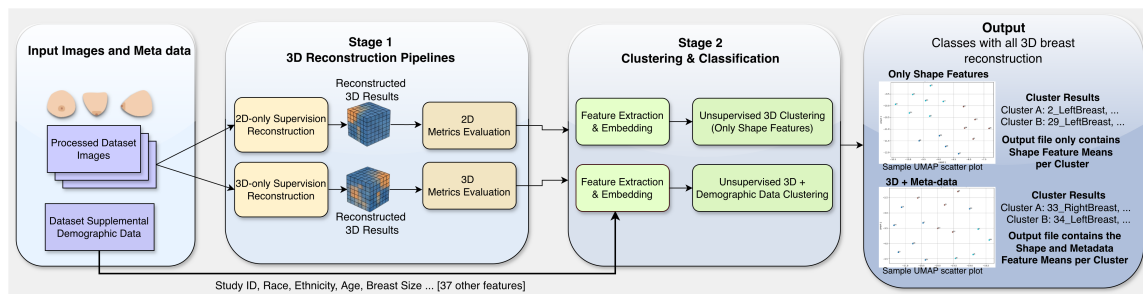 Input Images and Meta data
Processed Dataset
Images
Dataset Supplemental
Demographic Data
Stage 1
3D Reconstruction Pipelines
Reconstructed
3D Results
2D-only Supervision
Reconstruction
2D
Metrics Evaluation
3D-only Supervision
Reconstruction
3D
Metrics Evaluation
Reconstructed
3D Results
Study ID, Race, Ethnicity, Age, Breast Size ... [37 other features]
Stage 2
Clustering & Classification
Feature Extraction
& Embedding
Unsupervised 3D Clustering
(Only Shape Features)
Feature Extraction
& Embedding
Unsupervised 3D +
Demographic Data Clustering
Output
Classes with all 3D breast
reconstruction
Only Shape Features
Cluster Results
Cluster A: 2_LeftBreast, ...
Cluster B: 29_LeftBreast, ...
Output file only contains
Shape Feature Means
per Cluster
Sample UMAP scatter plot
3D + Meta-data
Cluster Results
Cluster A: 33_RightBreast, ...
Cluster B: 34_LeftBreast, ...
Output file contains the
Shape and Metadata
Feature Means per Cluster
Sample UMAP scatter plot